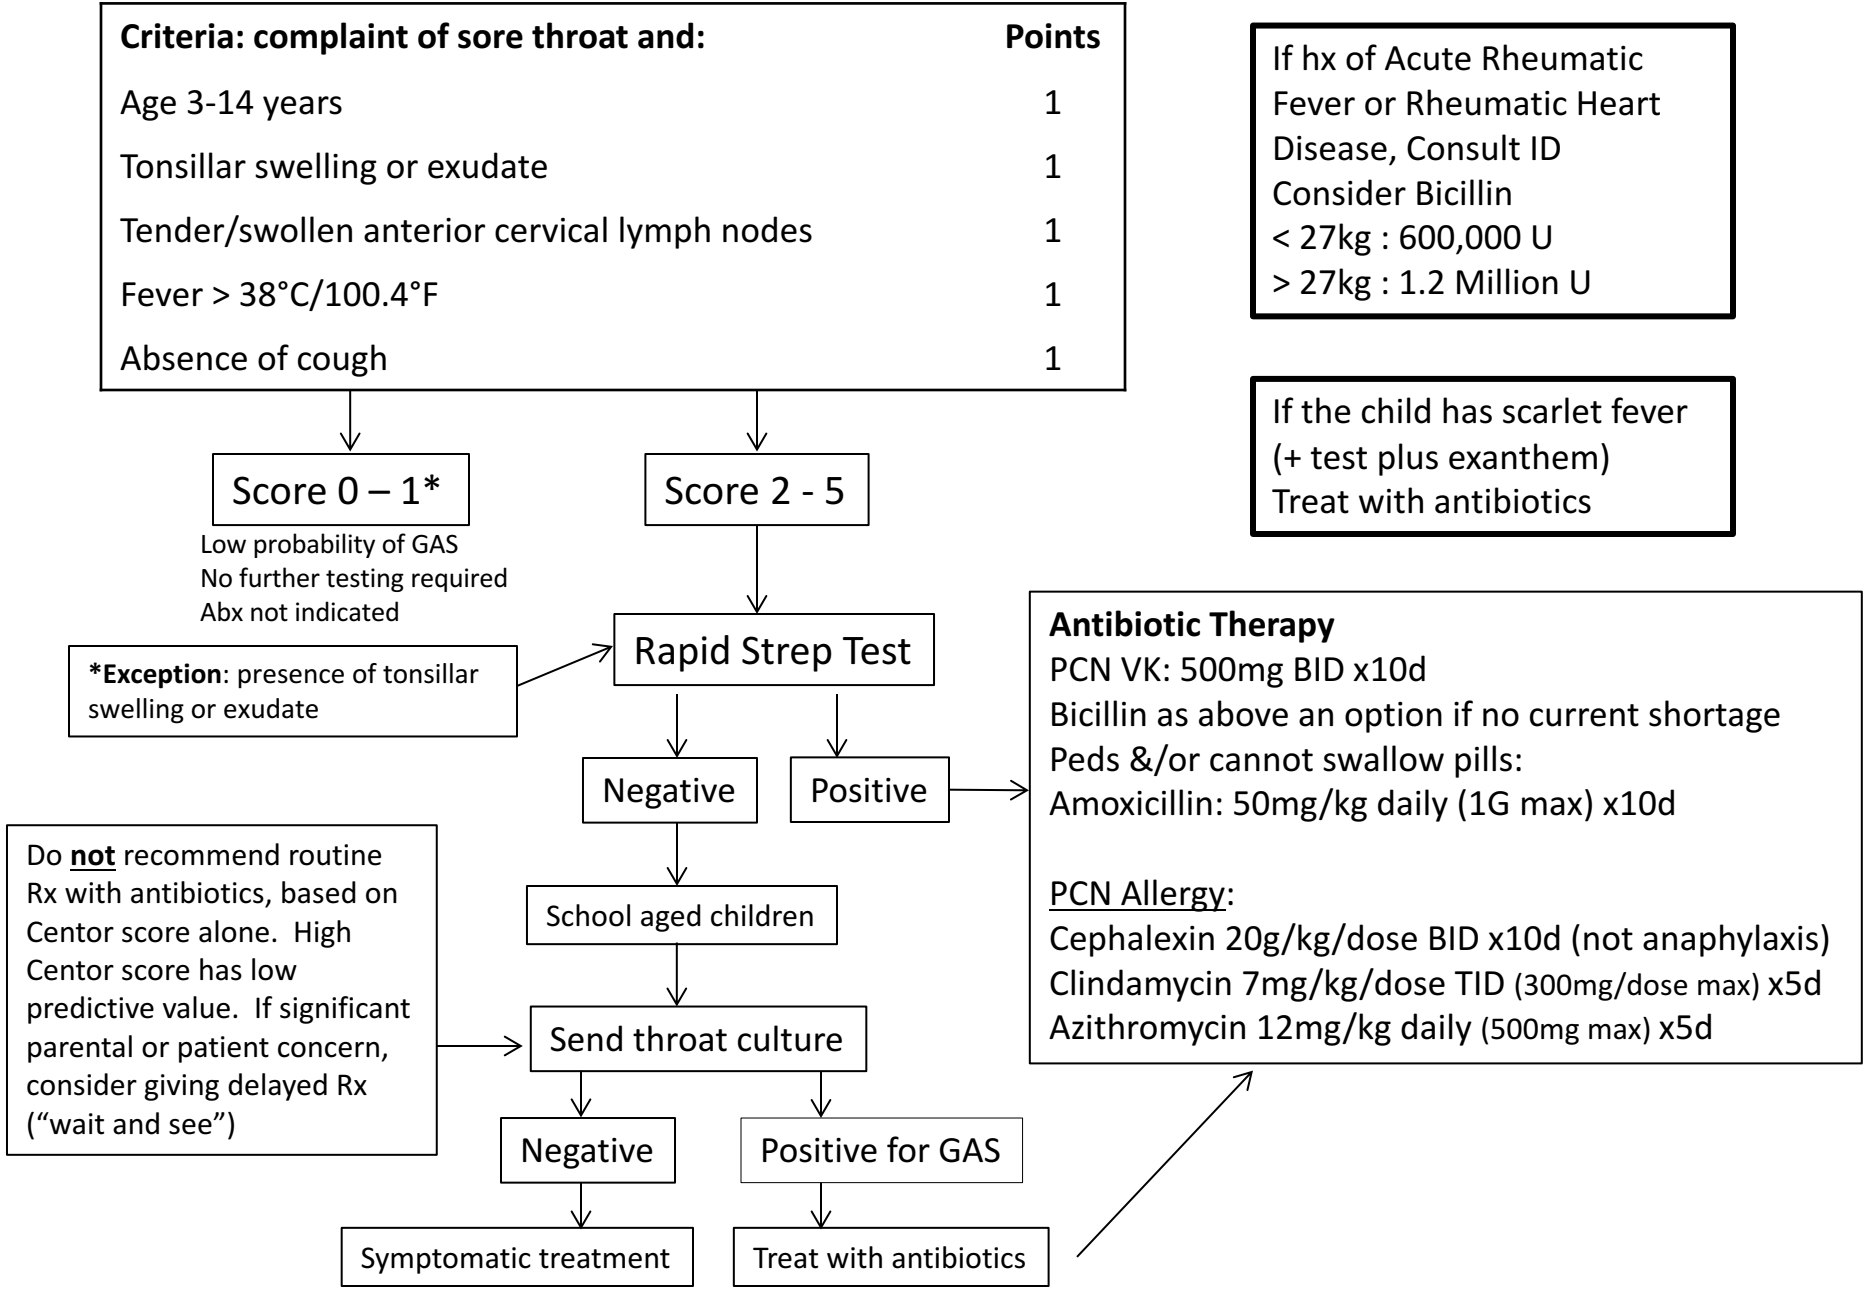 Criteria: complaint of sore throat and: Points
Age 3-14 years 1
Tonsillar swelling or exudate 1
Tender/swollen anterior cervical lymph nodes 1
Fever > 38°C/100.4°F 1
Absence of cough 1
If hx of Acute Rheumatic
Fever or Rheumatic Heart
Disease, Consult ID
Consider Bicillin
< 27kg : 600,000 U
> 27kg : 1.2 Million U
If the child has scarlet fever
(+ test plus exanthem)
Treat with antibiotics
Score 0 – 1*
Low probability of GAS
No further testing required
Abx not indicated
Score 2 - 5
*Exception: presence of tonsillar
swelling or exudate
Rapid Strep Test
Negative
Positive
Antibiotic Therapy
PCN VK: 500mg BID x10d
Bicillin as above an option if no current shortage
Peds &/or cannot swallow pills:
Amoxicillin: 50mg/kg daily (1G max) x10d
PCN Allergy:
Cephalexin 20g/kg/dose BID x10d (not anaphylaxis)
Clindamycin 7mg/kg/dose TID (300mg/dose max) x5d
Azithromycin 12mg/kg daily (500mg max) x5d
School aged children
Do not recommend routine
Rx with antibiotics, based on
Centor score alone. High
Centor score has low
predictive value. If significant
parental or patient concern,
consider giving delayed Rx
(“wait and see”)
Send throat culture
Negative
Positive for GAS
Symptomatic treatment
Treat with antibiotics